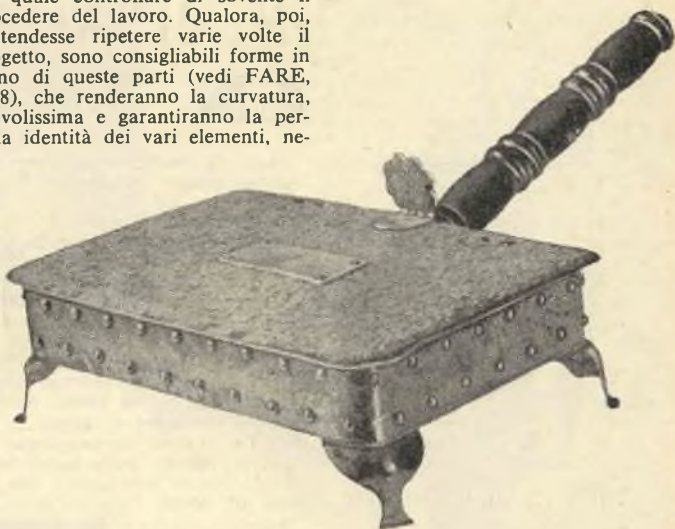 quale controllare di sovente il
ocedere del lavoro. Qualora, poi,
tendesse ripetere varie volte il
getto, sono consigliabili forme in
no di queste parti (vedi FARE,
8), che renderanno la curvatura,
volissima e garantiranno la per-
a identità dei vari elementi, ne-